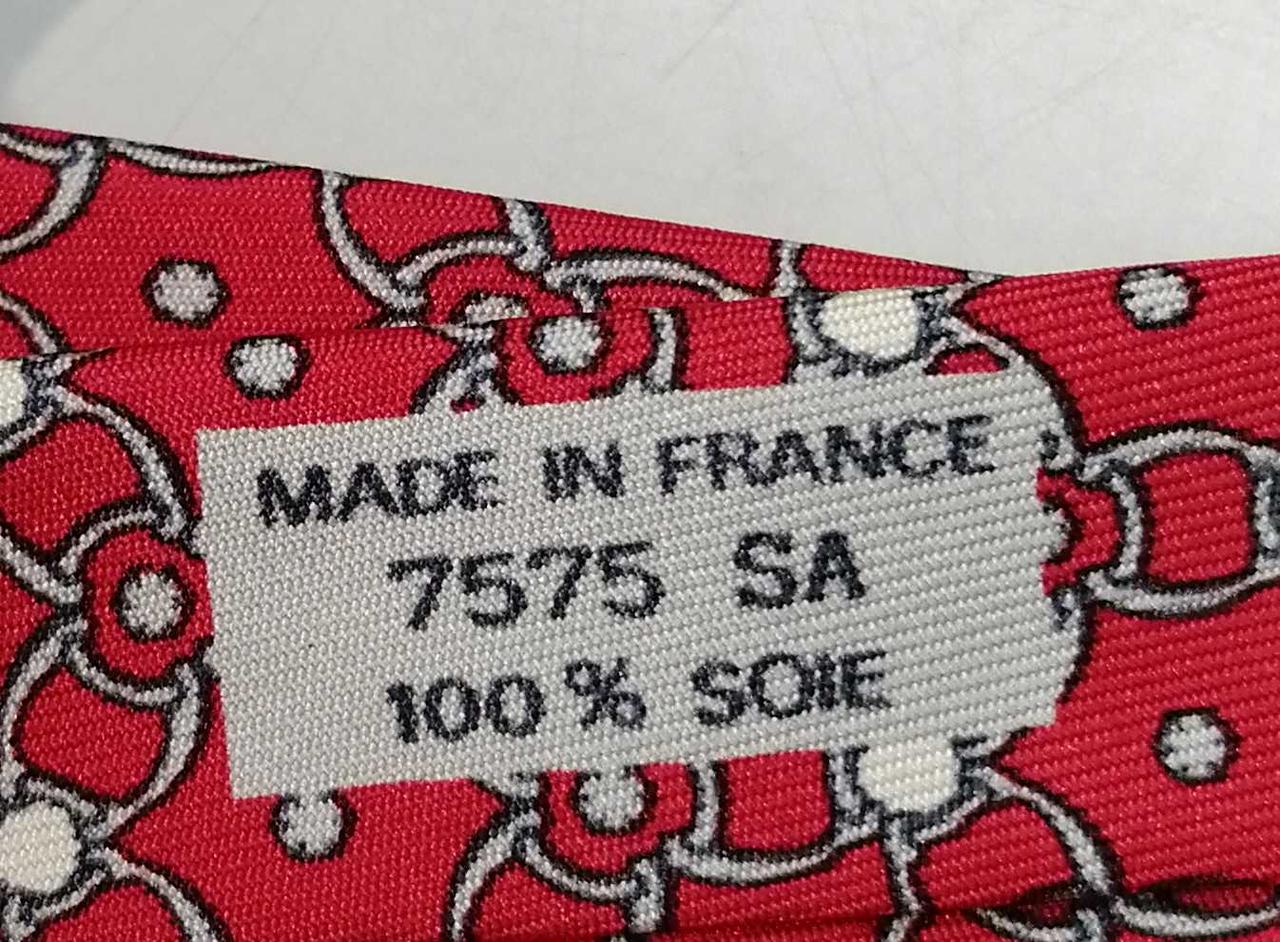 MADE IN FRANCE
7575 SA
100% SOIE